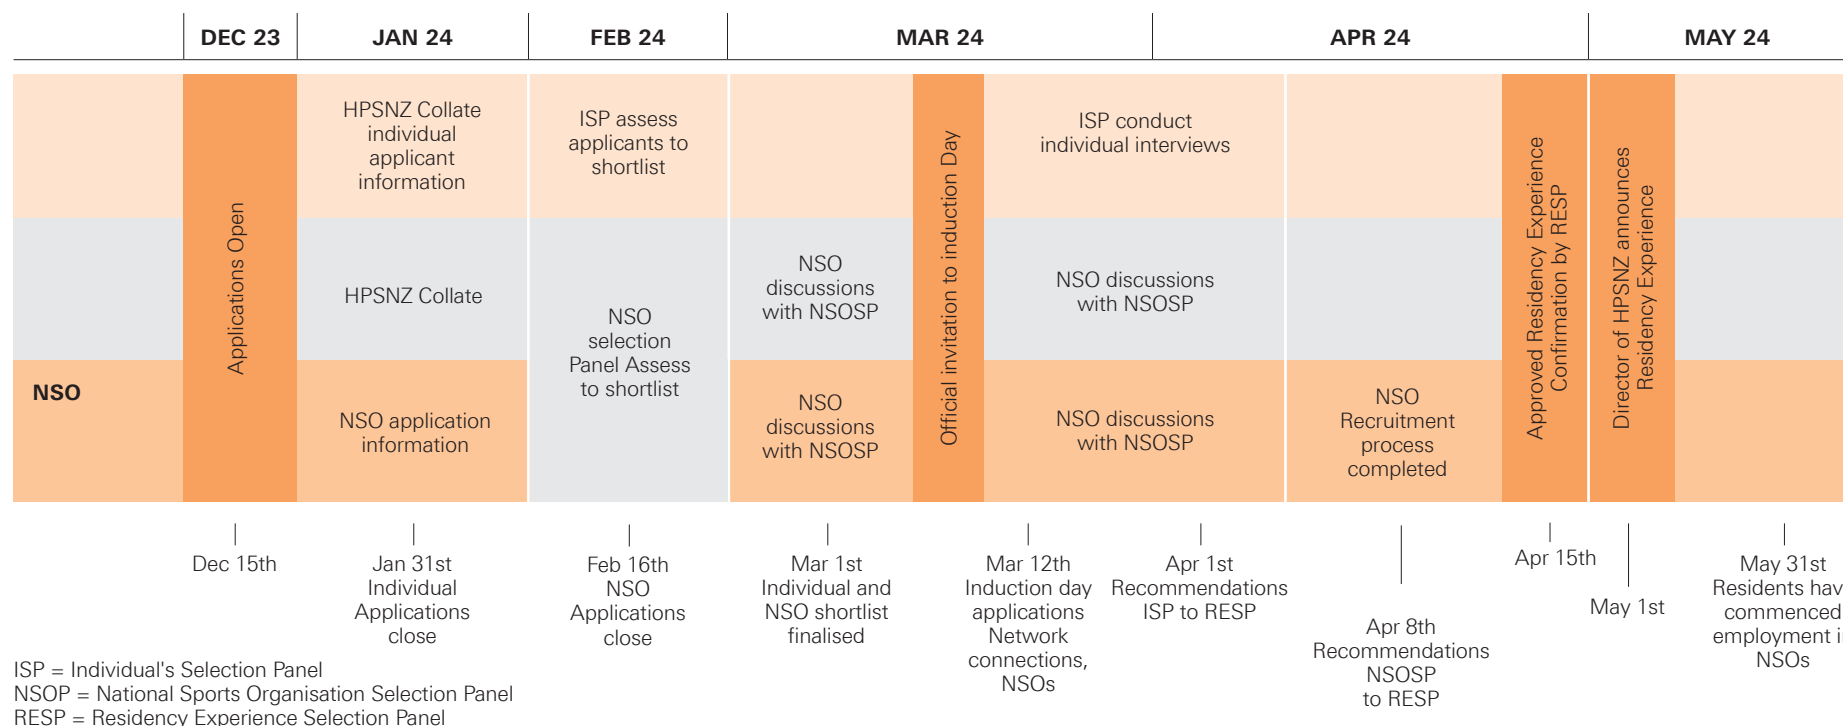 DEC 23
JAN 24
FEB 24
MAR 24
APR 24
MAY 24
Applications Open
HPSNZ Collate
individual
applicant
information
ISP assess
applicants to
shortlist
Official invitation to induction Day
ISP conduct
individual interviews
Approved Residency Experience
Confirmation by RESP
Director of HPSNZ announces
Residency Experience
HPSNZ Collate
NSO
selection
Panel Assess
to shortlist
NSO
discussions
with NSOSP
NSO discussions
with NSOSP
NSO
NSO application
information
NSO
discussions
with NSOSP
NSO discussions
with NSOSP
NSO
Recruitment
process
completed
Dec 15th
Jan 31st
Individual
Applications
close
Feb 16th
NSO
Applications
close
Mar 1st
Individual and
NSO shortlist
finalised
Mar 12th
Induction day
applications
Network
connections,
NSOs
Apr 1st
Recommendations
ISP to RESP
Apr 8th
Recommendations
NSOSP
to RESP
Apr 15th
May 1st
May 31st
Residents hav
commenced
employment i
NSOs
ISP = Individual's Selection Panel
NSOP = National Sports Organisation Selection Panel
RESP = Residency Experience Selection Panel